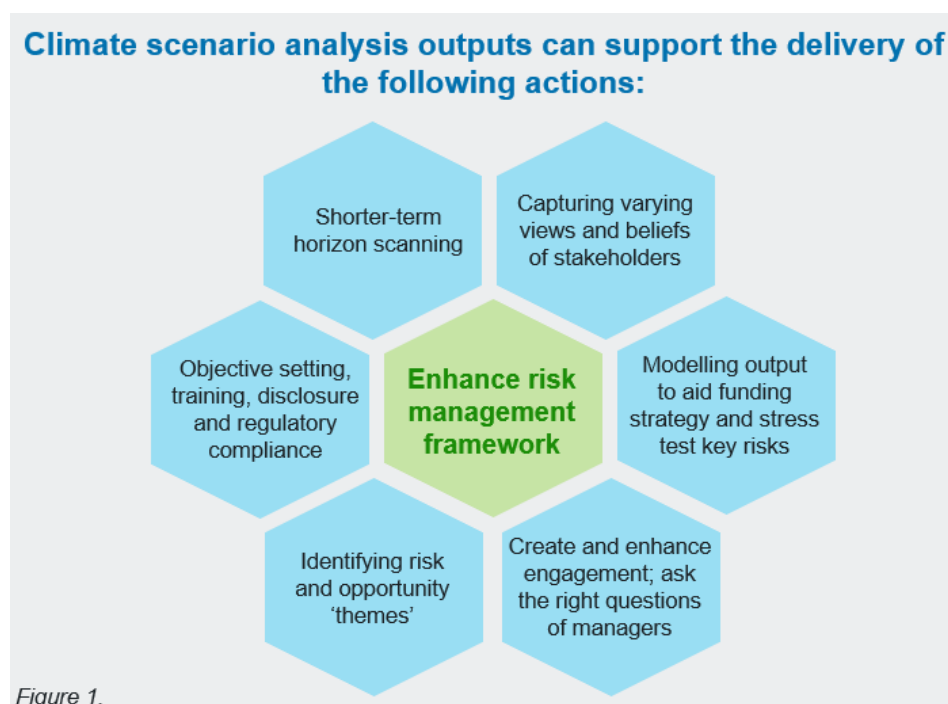 Climate scenario analysis outputs can support the delivery of
the following actions:
Shorter-term
horizon scanning
Capturing varying
views and beliefs
of stakeholders
Objective setting,
training, disclosure
and regulatory
compliance
Enhance risk
management
framework
Modelling output
to aid funding
strategy and stress
test key risks
Identifying risk
and opportunity
‘themes’
Create and enhance
engagement; ask
the right questions
of managers
Figure 1.